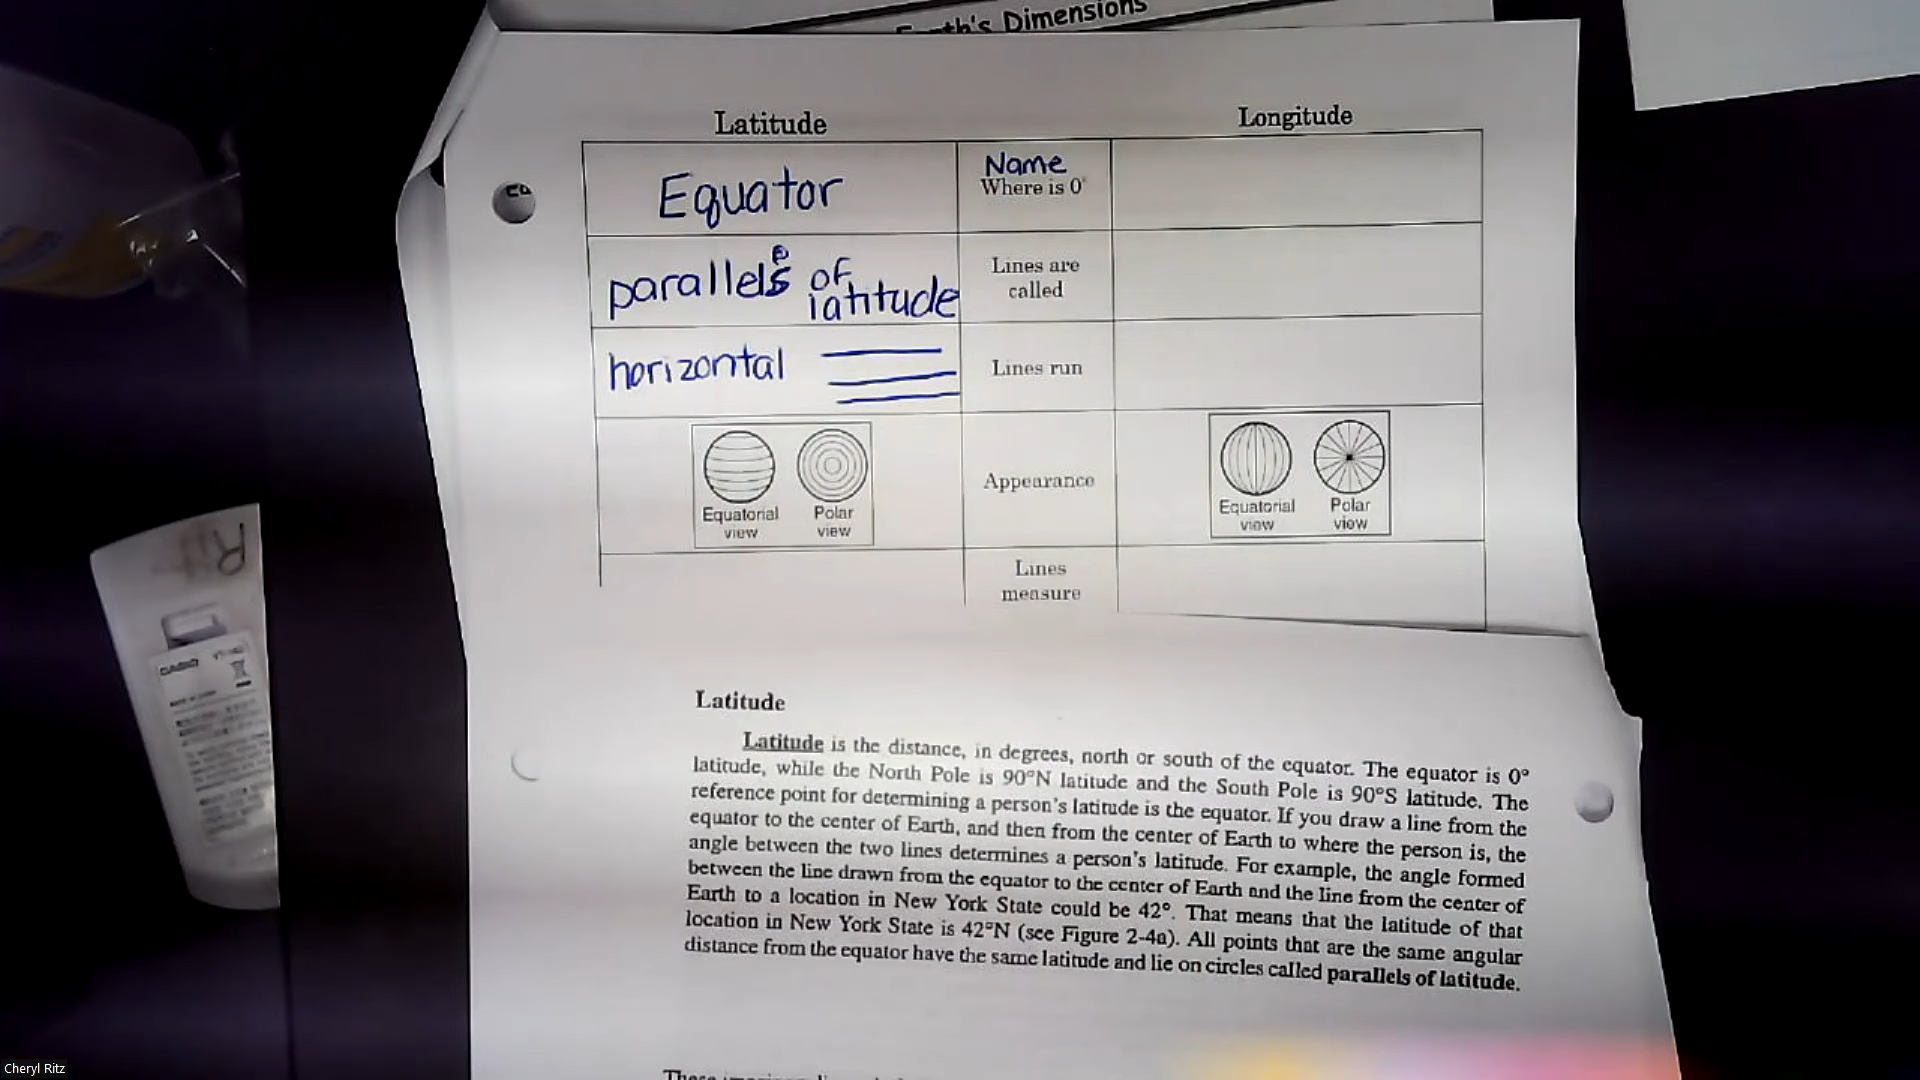 Earth's Dimensions
Latitude
Longitude
Equator
Name
Where is 0°
parallels of
latitude
Lines are
called
horizontal
Lines run
Equatorial
view
Polar
view
Appearance
Equatorial
view
Polar
view
Lines
measure
CASIO
Latitude
Latitude is the distance, in degrees, north or south of the equator. The equator is 0°
latitude, while the North Pole is 90°N latitude and the South Pole is 90°S latitude. The
reference point for determining a person's latitude is the equator. If you draw a line from the
equator to the center of Earth, and then from the center of Earth to where the person is, the
angle between the two lines determines a person's latitude. For example, the angle formed
between the line drawn from the equator to the center of Earth and the line from the center of
Earth to a location in New York State could be 42°. That means that the latitude of that
location in New York State is 42°N (see Figure 2-4a). All points that are the same angular
distance from the equator have the same latitude and lie on circles called parallels of latitude.
Cheryl Ritz